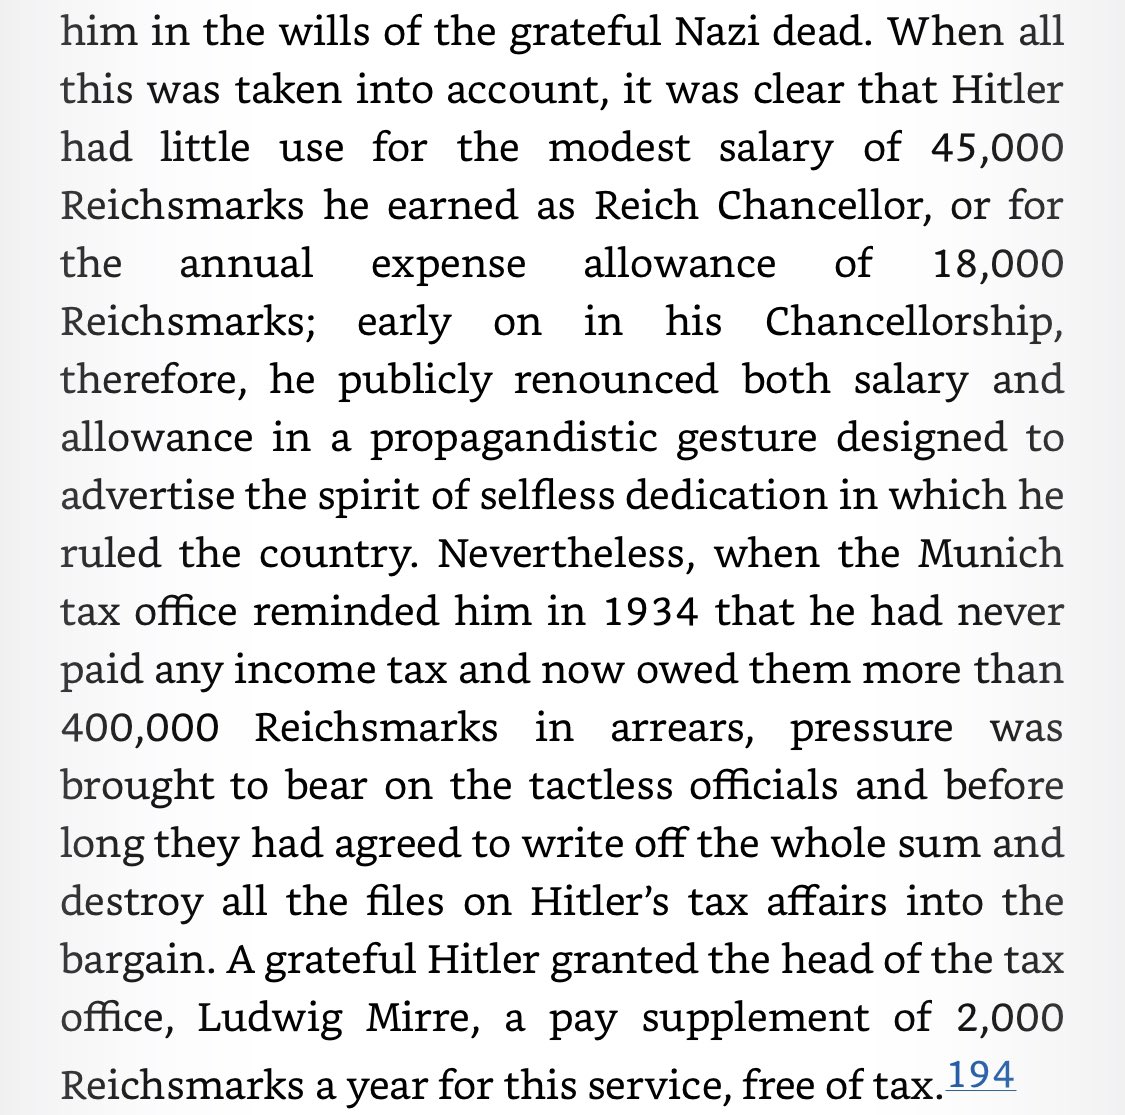 him in the wills of the grateful Nazi dead. When all
this was taken into account, it was clear that Hitler
had little use for the modest salary of 45,000
Reichsmarks he earned as Reich Chancellor, or for
the annual expense allowance of 18,000
Reichsmarks; early on in his Chancellorship,
therefore, he publicly renounced both salary and
allowance in a propagandistic gesture designed to
advertise the spirit of selfless dedication in which he
ruled the country. Nevertheless, when the Munich
tax office reminded him in 1934 that he had never
paid any income tax and now owed them more than
400,000 Reichsmarks in arrears, pressure was
brought to bear on the tactless officials and before
long they had agreed to write off the whole sum and
destroy all the files on Hitler’s tax affairs into the
bargain. A grateful Hitler granted the head of the tax
office, Ludwig Mirre, a pay supplement of 2,000
Reichsmarks a year for this service, free of tax.194